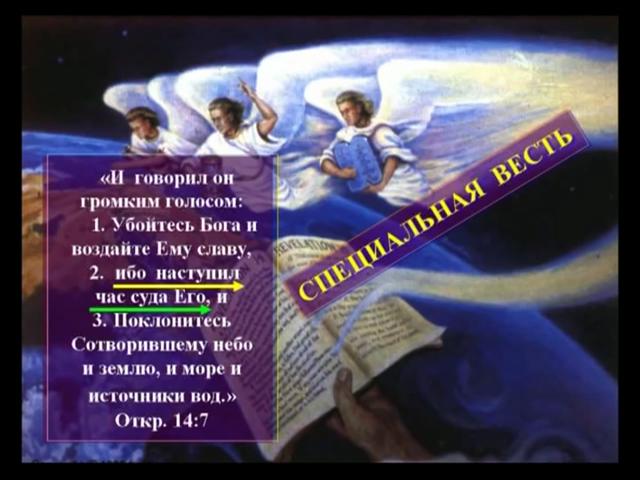 «И говорил он
громким голосом:
1. Убойтесь Бога и
воздайте Ему славу,
2. ибо наступил
час суда Его, и
3. Поклонитесь
Сотворившему небо
и землю, и море и
источники вод.»
Откр. 14:7
СПЕЦИАЛЬНАЯ ВЕСТЬ
REVELATION